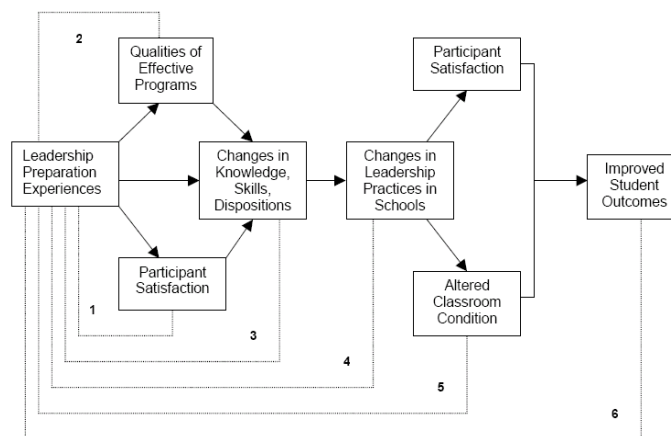 2
Qualities of
Effective
Programs
Participant
Satisfaction
Leadership
Preparation
Experiences
Changes in
Knowledge,
Skills,
Dispositions
Changes in
Leadership
Practices in
Schools
Improved
Student
Outcomes
Participant
Satisfaction
Altered
Classroom
Condition
1
3
4
5
6